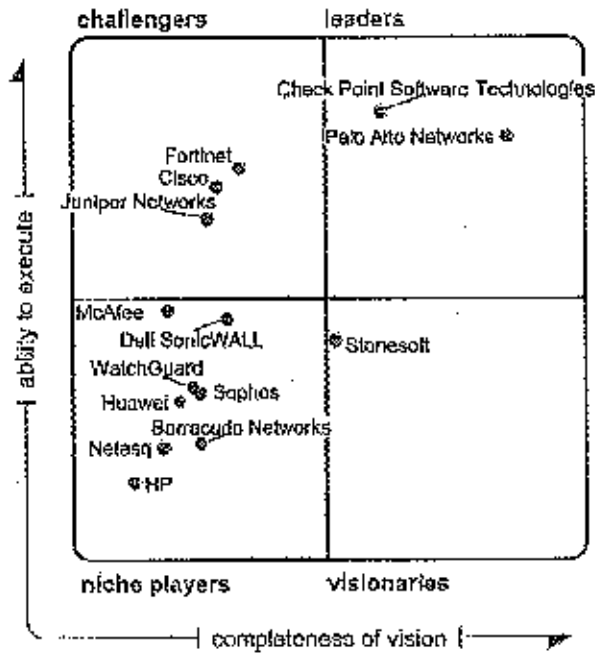 challengers
leaders
Check Point Software Technologies
Palo Alto Networks
Fortinet
Cisco
Juniper Networks
McAfee
Dell SonicWALL
Stonesoft
WatchGuard
Sophos
Huawei
Barracuda Networks
Netasq
HP
niche players
visionaries
ability to execute
completeness of vision